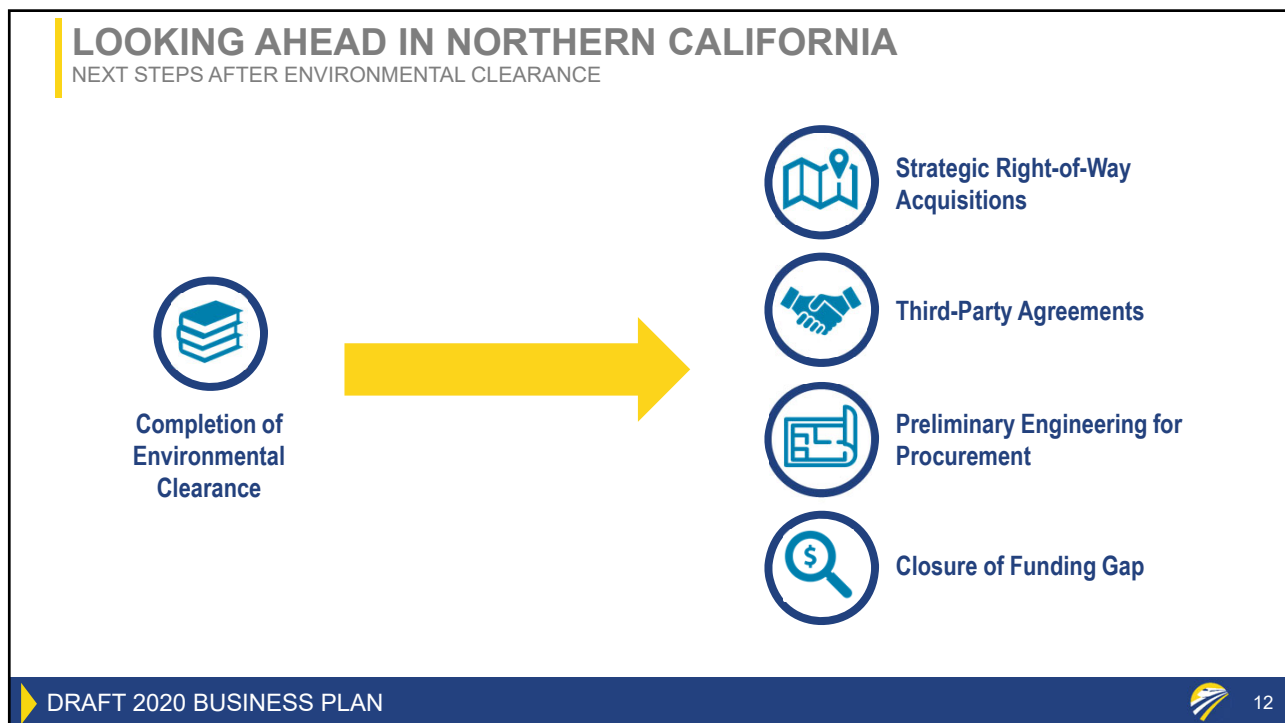 LOOKING AHEAD IN NORTHERN CALIFORNIA
NEXT STEPS AFTER ENVIRONMENTAL CLEARANCE
Completion of
Environmental
Clearance
Strategic Right-of-Way
Acquisitions
Third-Party Agreements
Preliminary Engineering for
Procurement
$
Closure of Funding Gap
DRAFT 2020 BUSINESS PLAN
12